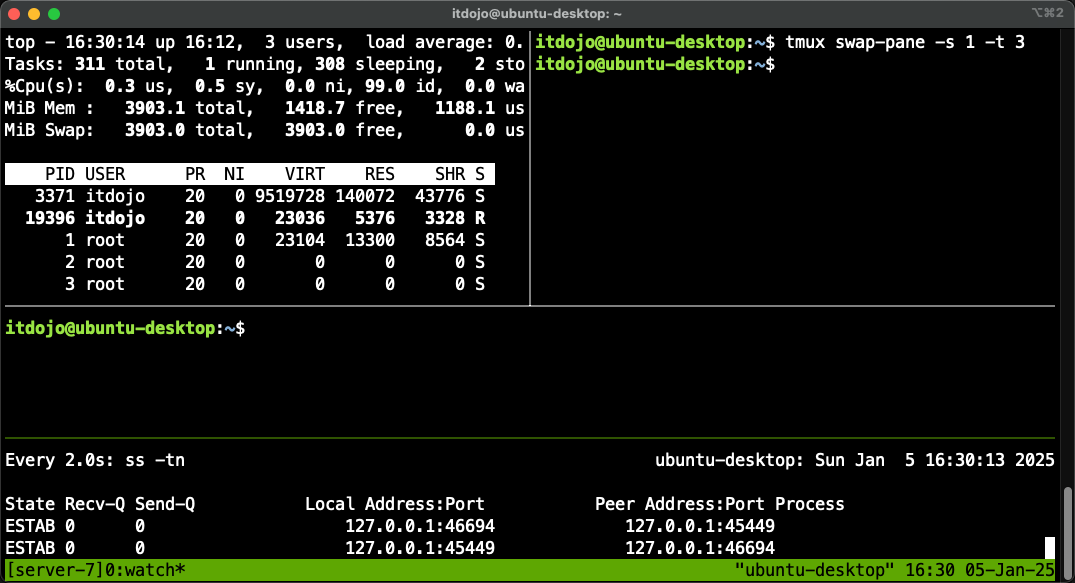 itdojo@ubuntu-desktop: ~
⌥⌘2
top - 16:30:14 up 16:12,  3 users,  load average: 0.
Tasks: 311 total,   1 running, 308 sleeping,   2 sto
%Cpu(s):  0.3 us,  0.5 sy,  0.0 ni, 99.0 id,  0.0 wa
MiB Mem :   3903.1 total,   1418.7 free,   1188.1 us
MiB Swap:   3903.0 total,   3903.0 free,      0.0 us
PID USER      PR  NI    VIRT    RES    SHR S
3371 itdojo    20   0 9519728 140072  43776 S
19396 itdojo    20   0   23036   5376   3328 R
1 root      20   0   23104  13300   8564 S
2 root      20   0       0      0      0 S
3 root      20   0       0      0      0 S
itdojo@ubuntu-desktop:~$ tmux swap-pane -s 1 -t 3
itdojo@ubuntu-desktop:~$
itdojo@ubuntu-desktop:~$
Every 2.0s: ss -tn                                               ubuntu-desktop: Sun Jan  5 16:30:13 2025
State Recv-Q Send-Q           Local Address:Port           Peer Address:Port Process
ESTAB 0      0                    127.0.0.1:46694             127.0.0.1:45449
ESTAB 0      0                    127.0.0.1:45449             127.0.0.1:46694
[server-7]0:watch*                                                       "ubuntu-desktop" 16:30 05-Jan-25